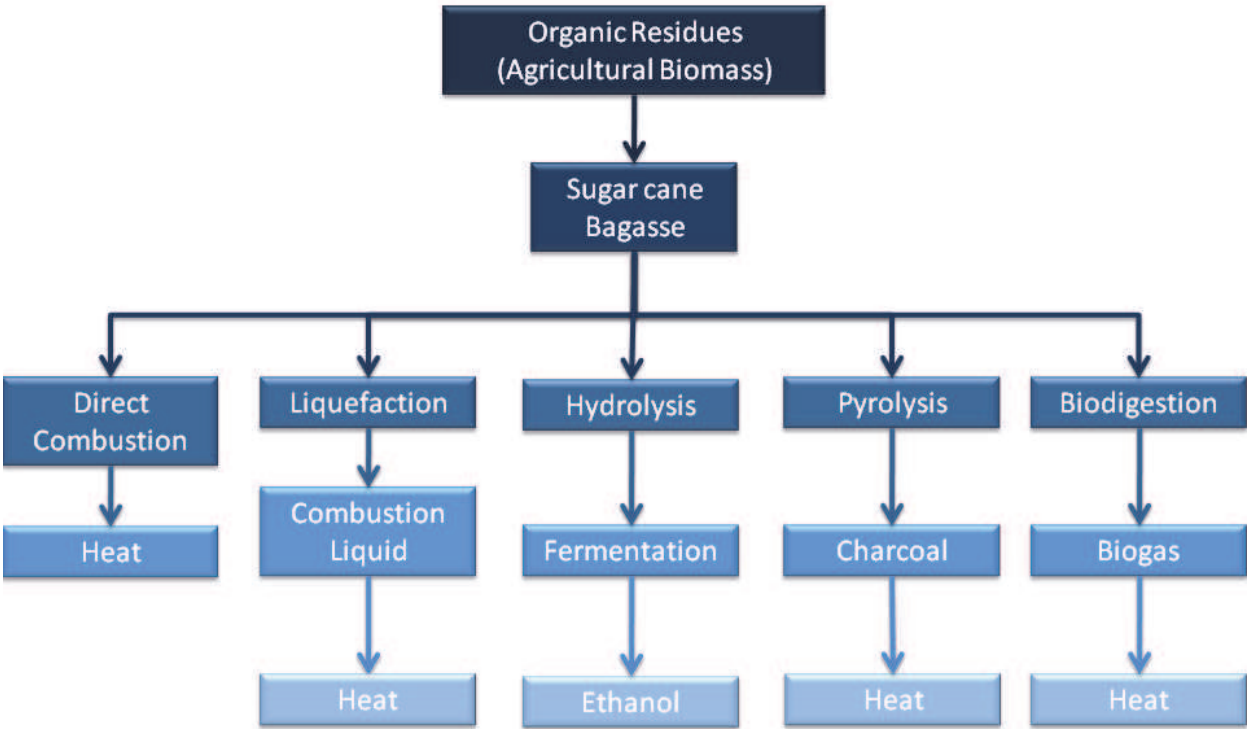 Organic Residues
(Agricultural Biomass)
Sugar cane
Bagasse
Direct
Combustion
Liquefaction
Hydrolysis
Pyrolysis
Biodigestion
Heat
Combustion
Liquid
Fermentation
Charcoal
Biogas
Heat
Ethanol
Heat
Heat